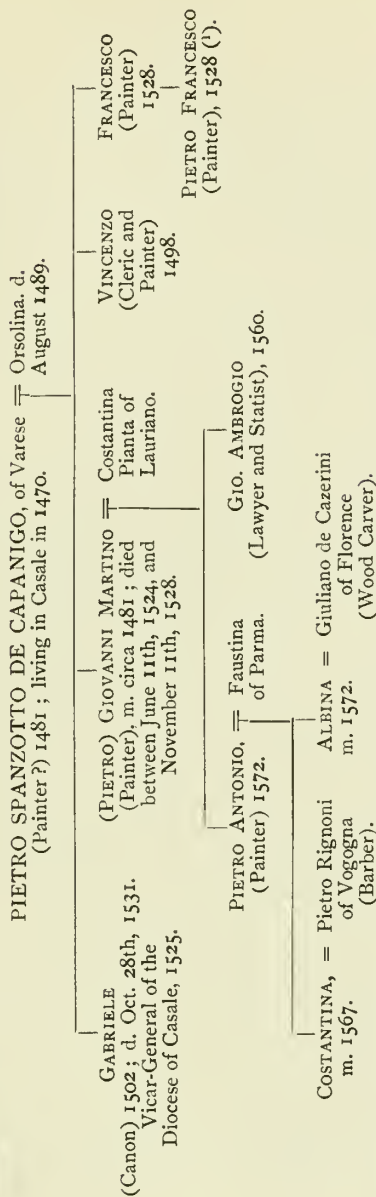 PIETRO SPANZOTTO DE CAPANIGO, of Varese = Orsolina. d.
(Painter ?) 1481 ; living in Casale in 1470. August 1489.
GABRIELE
(Canon) 1502 ; d. Oct. 28th, 1531.
Vicar-General of the
Diocese of Casale, 1525.
(PIETRO) GIOVANNI MARTINO =
(Painter), m. circa 1481 ; died
between June 11th, 1524, and
November 11th, 1528.
Costantina
Pianta of
Lauriano.
VINCENZO
(Cleric and
Painter)
1498.
FRANCESCO
(Painter)
1528.
PIETRO FRANCESCO
(Painter), 1528 (¹).
PIETRO ANTONIO, = Faustina
(Painter) 1572. of Parma.
GIO. AMBROGIO
(Lawyer and Statist), 1560.
COSTANTINA, = Pietro Rignoni
m. 1567. of Vogogna
(Barber).
ALBINA = Giuliano de Cazerini
m. 1572. of Florence
(Wood Carver).